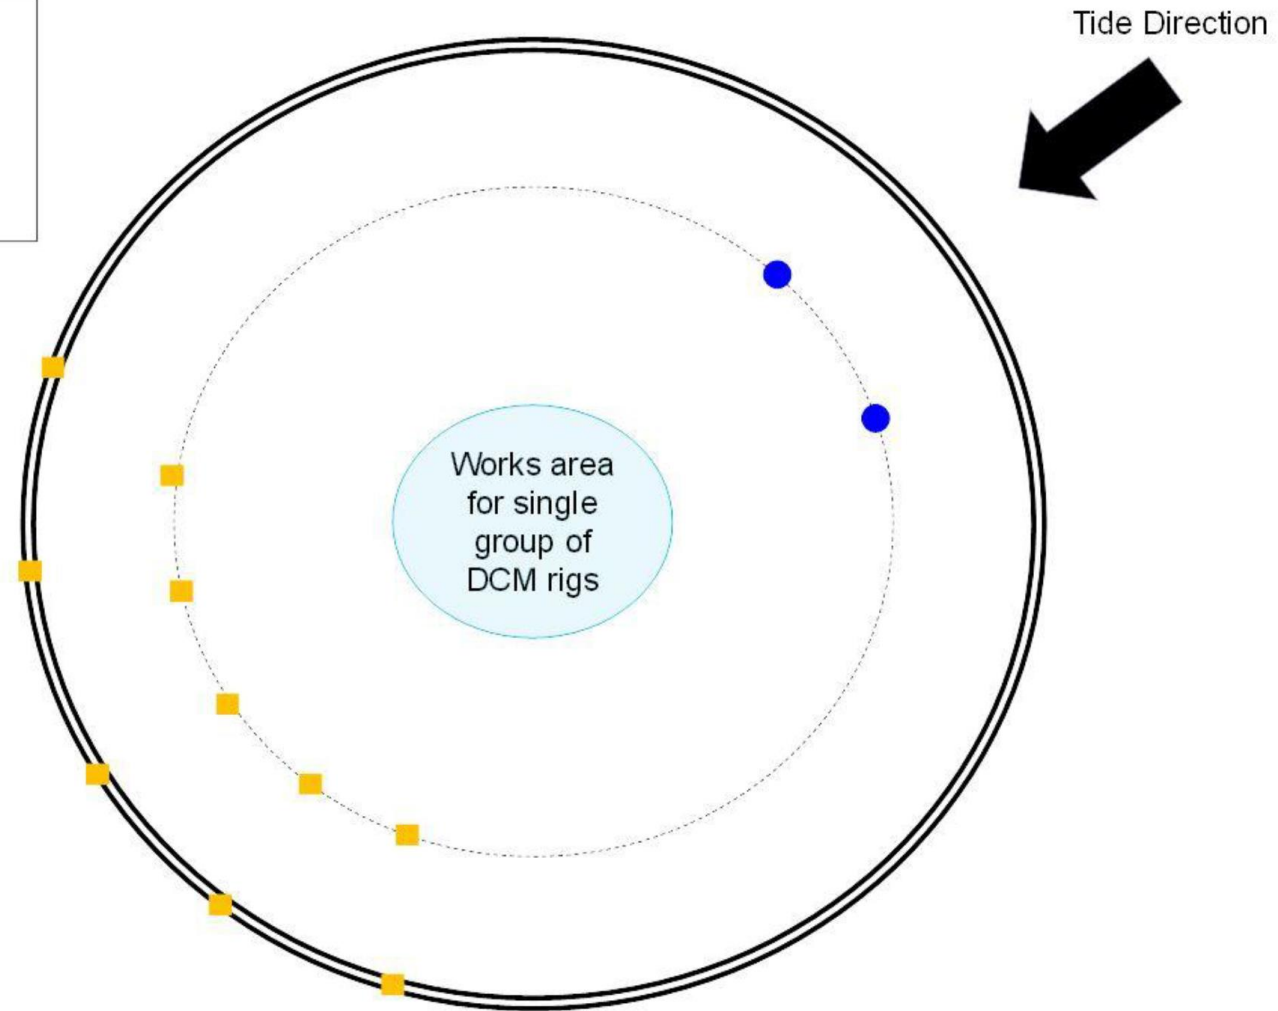 Tide Direction
Works area
for single
group of
DCM rigs